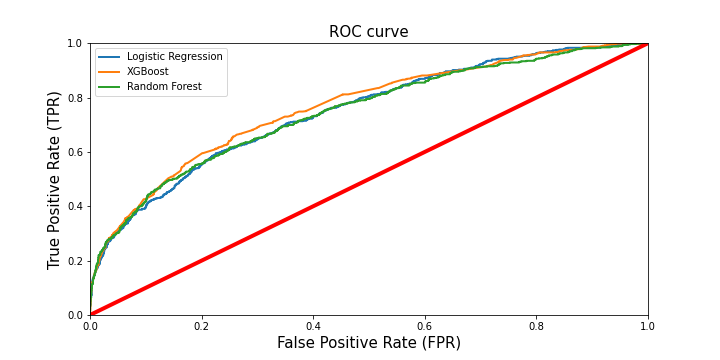 ROC curve
Logistic Regression
XGBoost
Random Forest
True Positive Rate (TPR)
1.0
0.8
0.6
0.4
0.2
0.0
0.0 0.2 0.4 0.6 0.8 1.0
False Positive Rate (FPR)